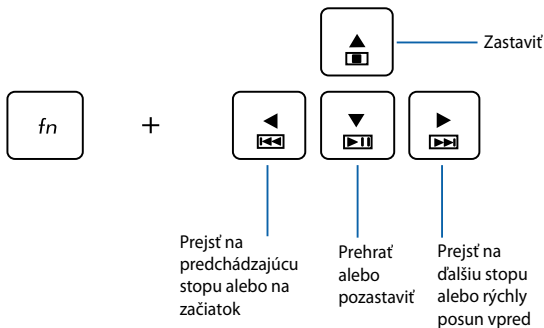 Zastaviť
fn
+
Prejsť na
predchádzajúcu
stopu alebo na
začiatok
Prehrať
alebo
pozastaviť
Prejsť na
ďalšiu stopu
alebo rýchly
posun vpred